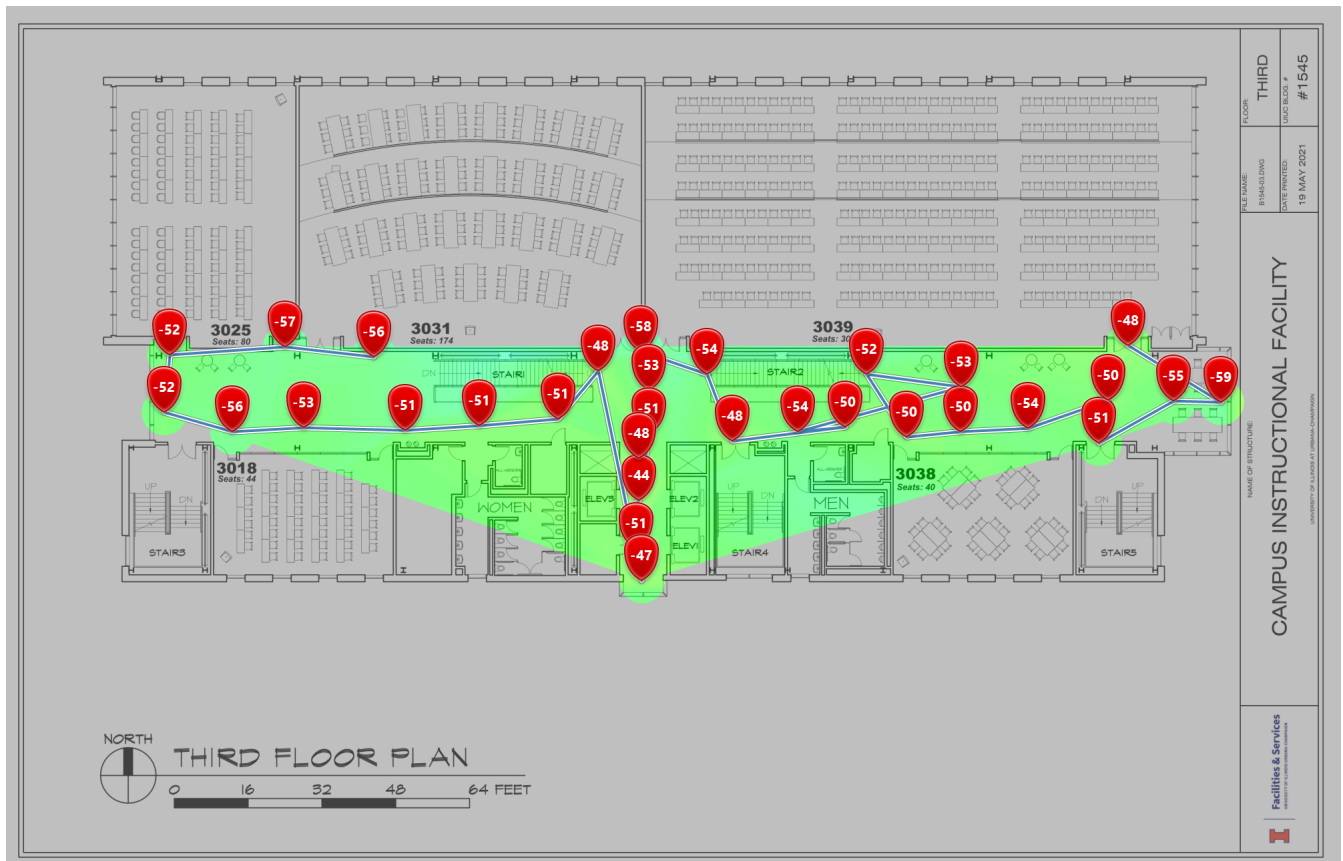 -52
-57
-56
-48
-58
-53
-54
-52
-53
-48
-50
-55
-59
-52
-56
-53
-51
-51
-51
-51
-48
-48
-54
-50
-50
-50
-54
-51
-44
-51
-47
3025
Seats: 80
3031
Seats: 174
3039
DN
STAIR1
STAIR2
3018
Seats: 44
3038
Seats: 40
UP
DN
STAIR3
WOMEN
ELEV3
ELEV2
ELEV1
UP
DN
STAIR4
MEN
DN
UP
STAIR5
NORTH
THIRD FLOOR PLAN
0 16 32 48 64 FEET
FLOOR:
THIRD
UIUC BLDG. #
#1545
FILE NAME:
B1545-03.DWG
DATE PRINTED:
19 MAY 2021
NAME OF STRUCTURE:
CAMPUS INSTRUCTIONAL FACILITY
UNIVERSITY OF ILLINOIS AT URBANA-CHAMPAIGN
Facilities & Services
UNIVERSITY OF ILLINOIS URBANA-CHAMPAIGN